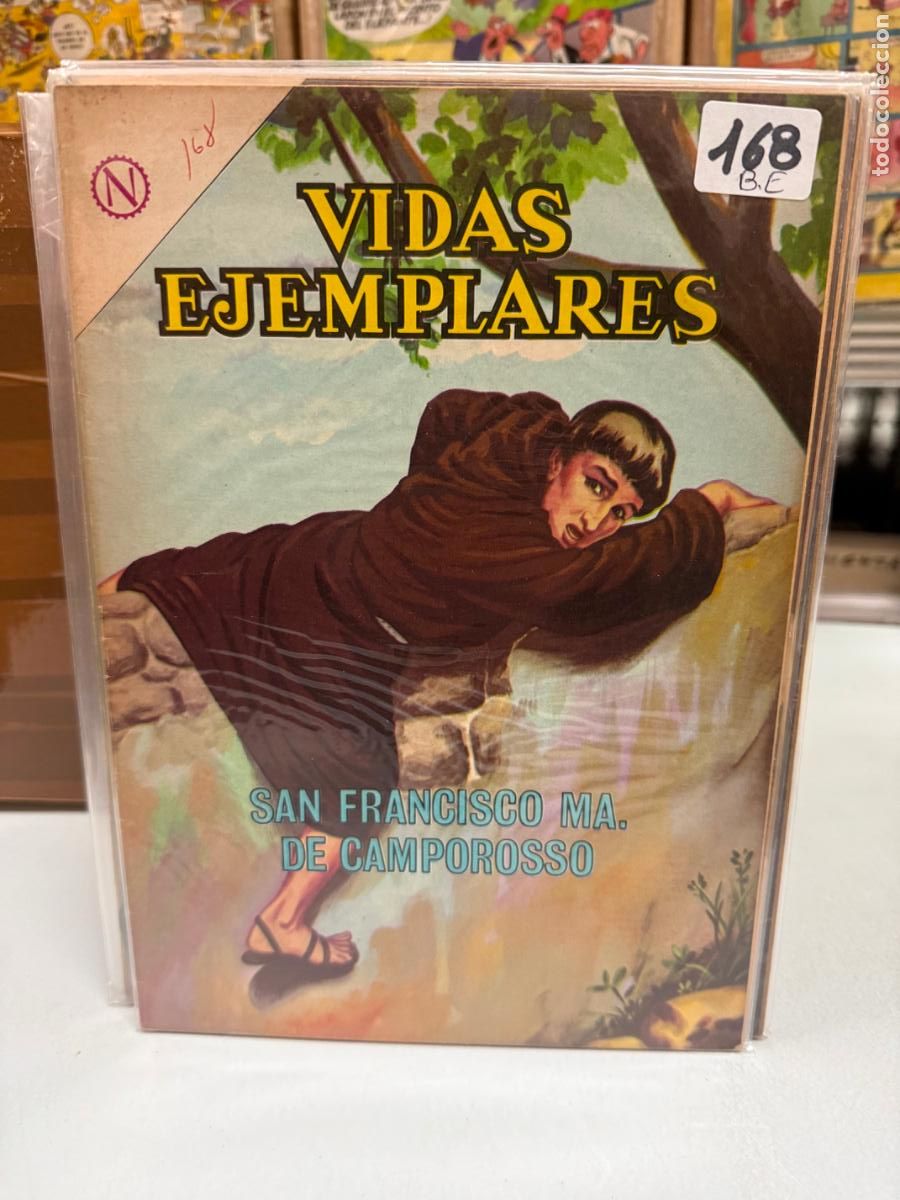 168
N
168
B.E
VIDAS
EJEMPLARES
SAN FRANCISCO MA.
DE CAMPOROSSO
todocoleccion